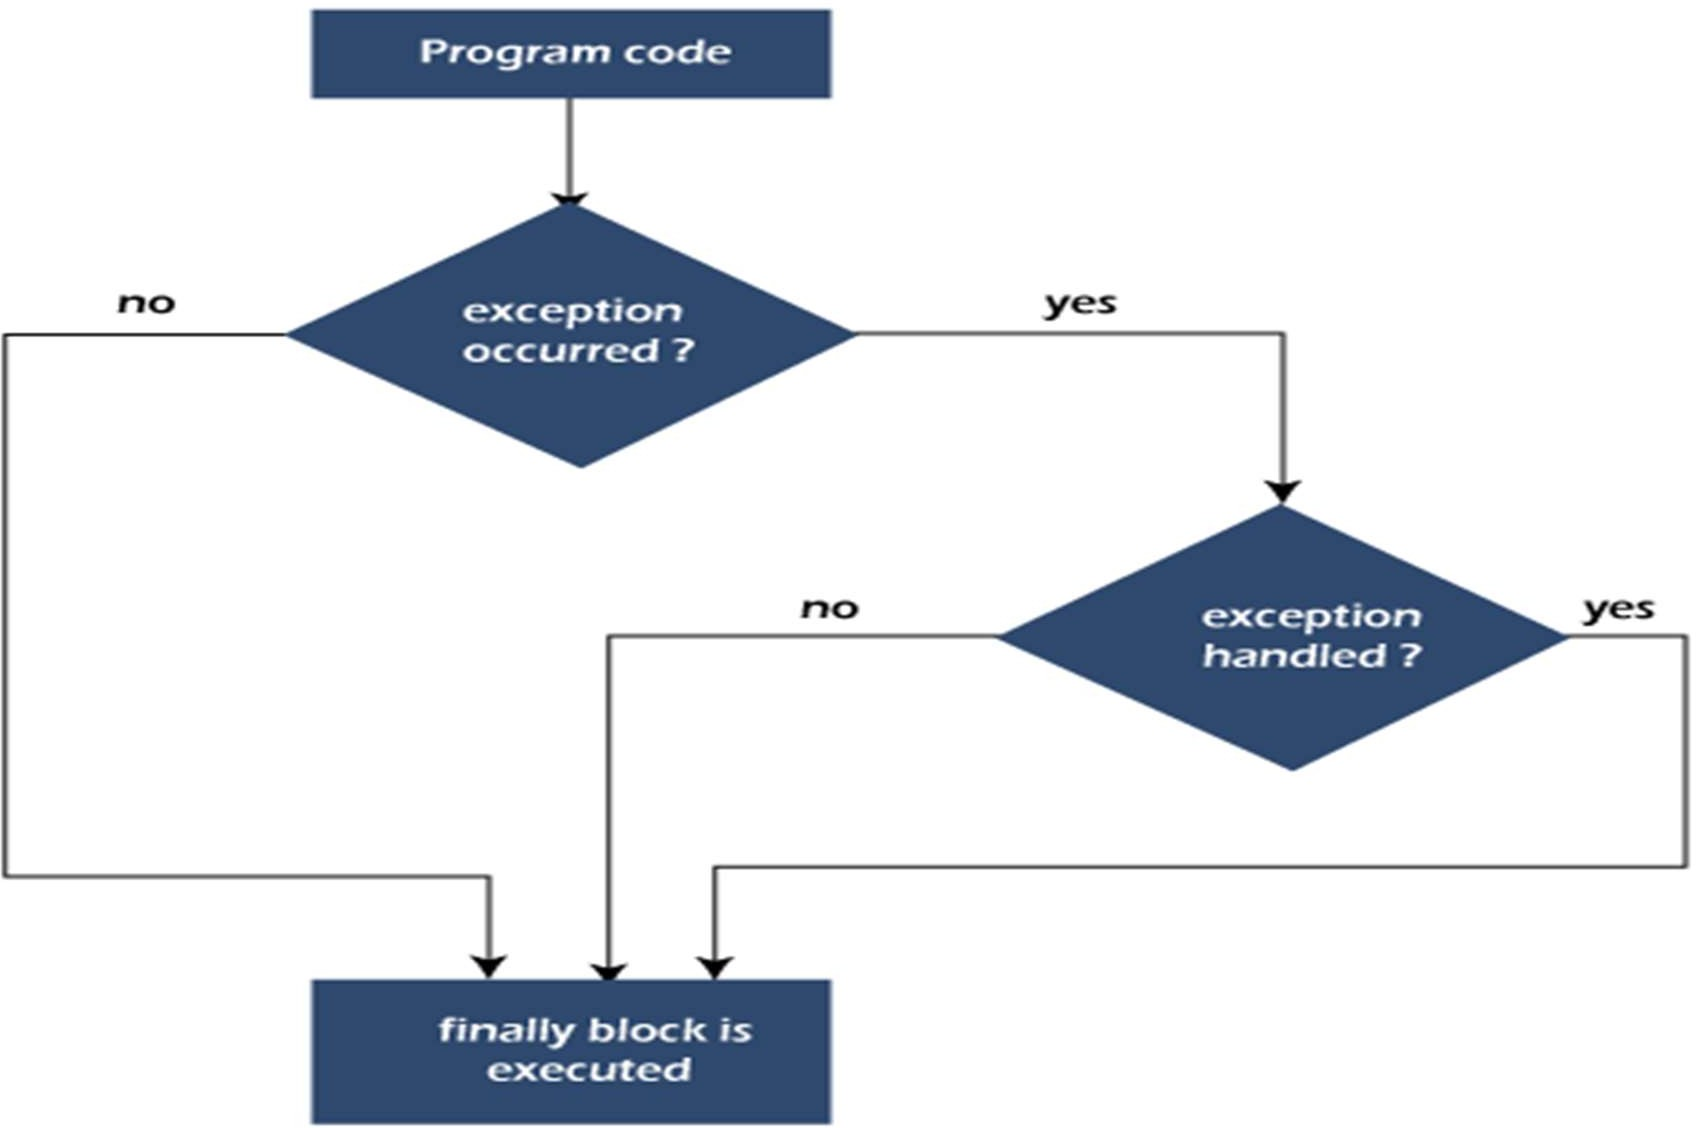 Program code
no
exception
occurred ?
yes
no
exception
handled ?
yes
finally block is
executed